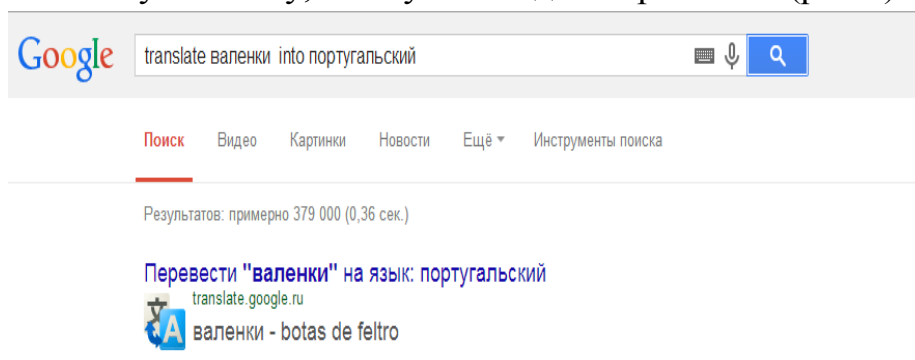 Google translate валенки into португальский
Поиск Видео Картинки Новости Ещё Инструменты поиска
Результатов: примерно 379 000 (0,36 сек.)
Перевести "валенки" на язык: португальский
translate.google.ru
валенки - botas de feltro